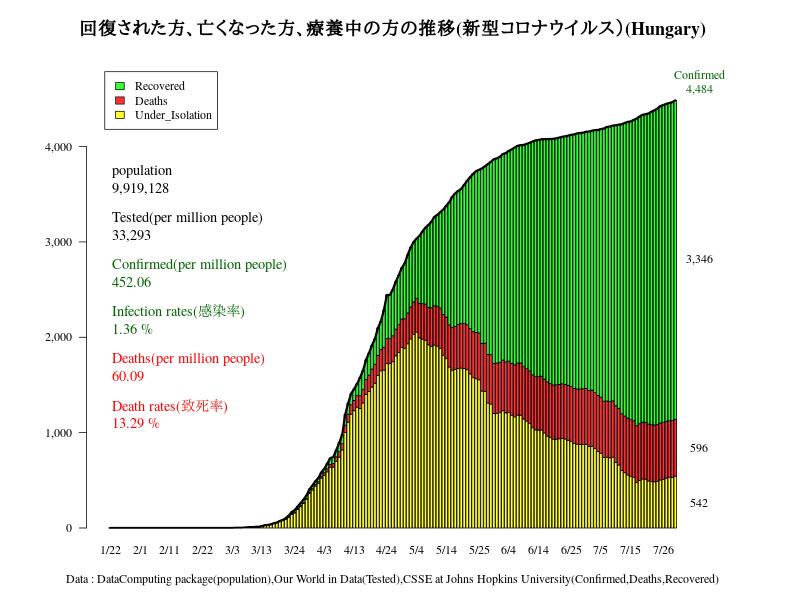 回復された方、亡くなった方、療養中の方の推移(新型コロナウイルス）(Hungary)
Confirmed
4,484
Recovered
Deaths
Under_Isolation
population
9,919,128
Tested(per million people)
33,293
Confirmed(per million people)
452.06
Infection rates(感染率)
1.36 %
Deaths(per million people)
60.09
Death rates(致死率)
13.29 %
4,000
3,000
2,000
1,000
0
3,346
596
542
1/22 2/1 2/11 2/22 3/3 3/13 3/24 4/3 4/13 4/24 5/4 5/14 5/25 6/4 6/14 6/25 7/5 7/15 7/26
Data : DataComputing package(population),Our World in Data(Tested),CSSE at Johns Hopkins University(Confirmed,Deaths,Recovered)